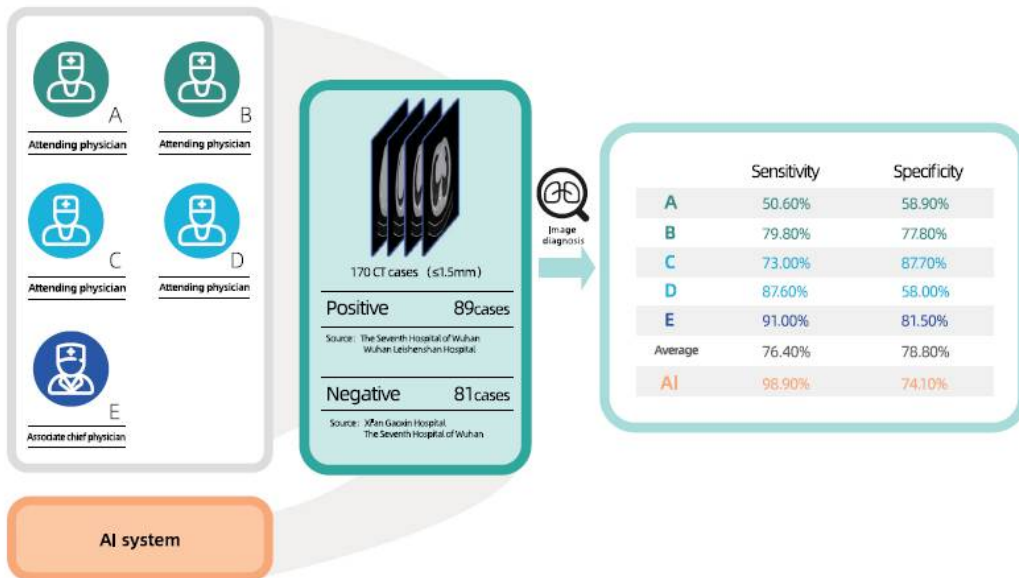 A
B
Attending physician
Attending physician
C
D
Attending physician
Attending physician
E
Associate chief physician
AI system
170 CT cases (≤1.5mm)
Positive 89cases
Source: The Seventh Hospital of Wuhan
Wuhan Leishenshan Hospital
Negative 81cases
Source: Xi'an Gaoxin Hospital
The Seventh Hospital of Wuhan
Image
diagnosis
Sensitivity Specificity
A 50.60% 58.90%
B 79.80% 77.80%
C 73.00% 87.70%
D 87.60% 58.00%
E 91.00% 81.50%
Average 76.40% 78.80%
AI 98.90% 74.10%